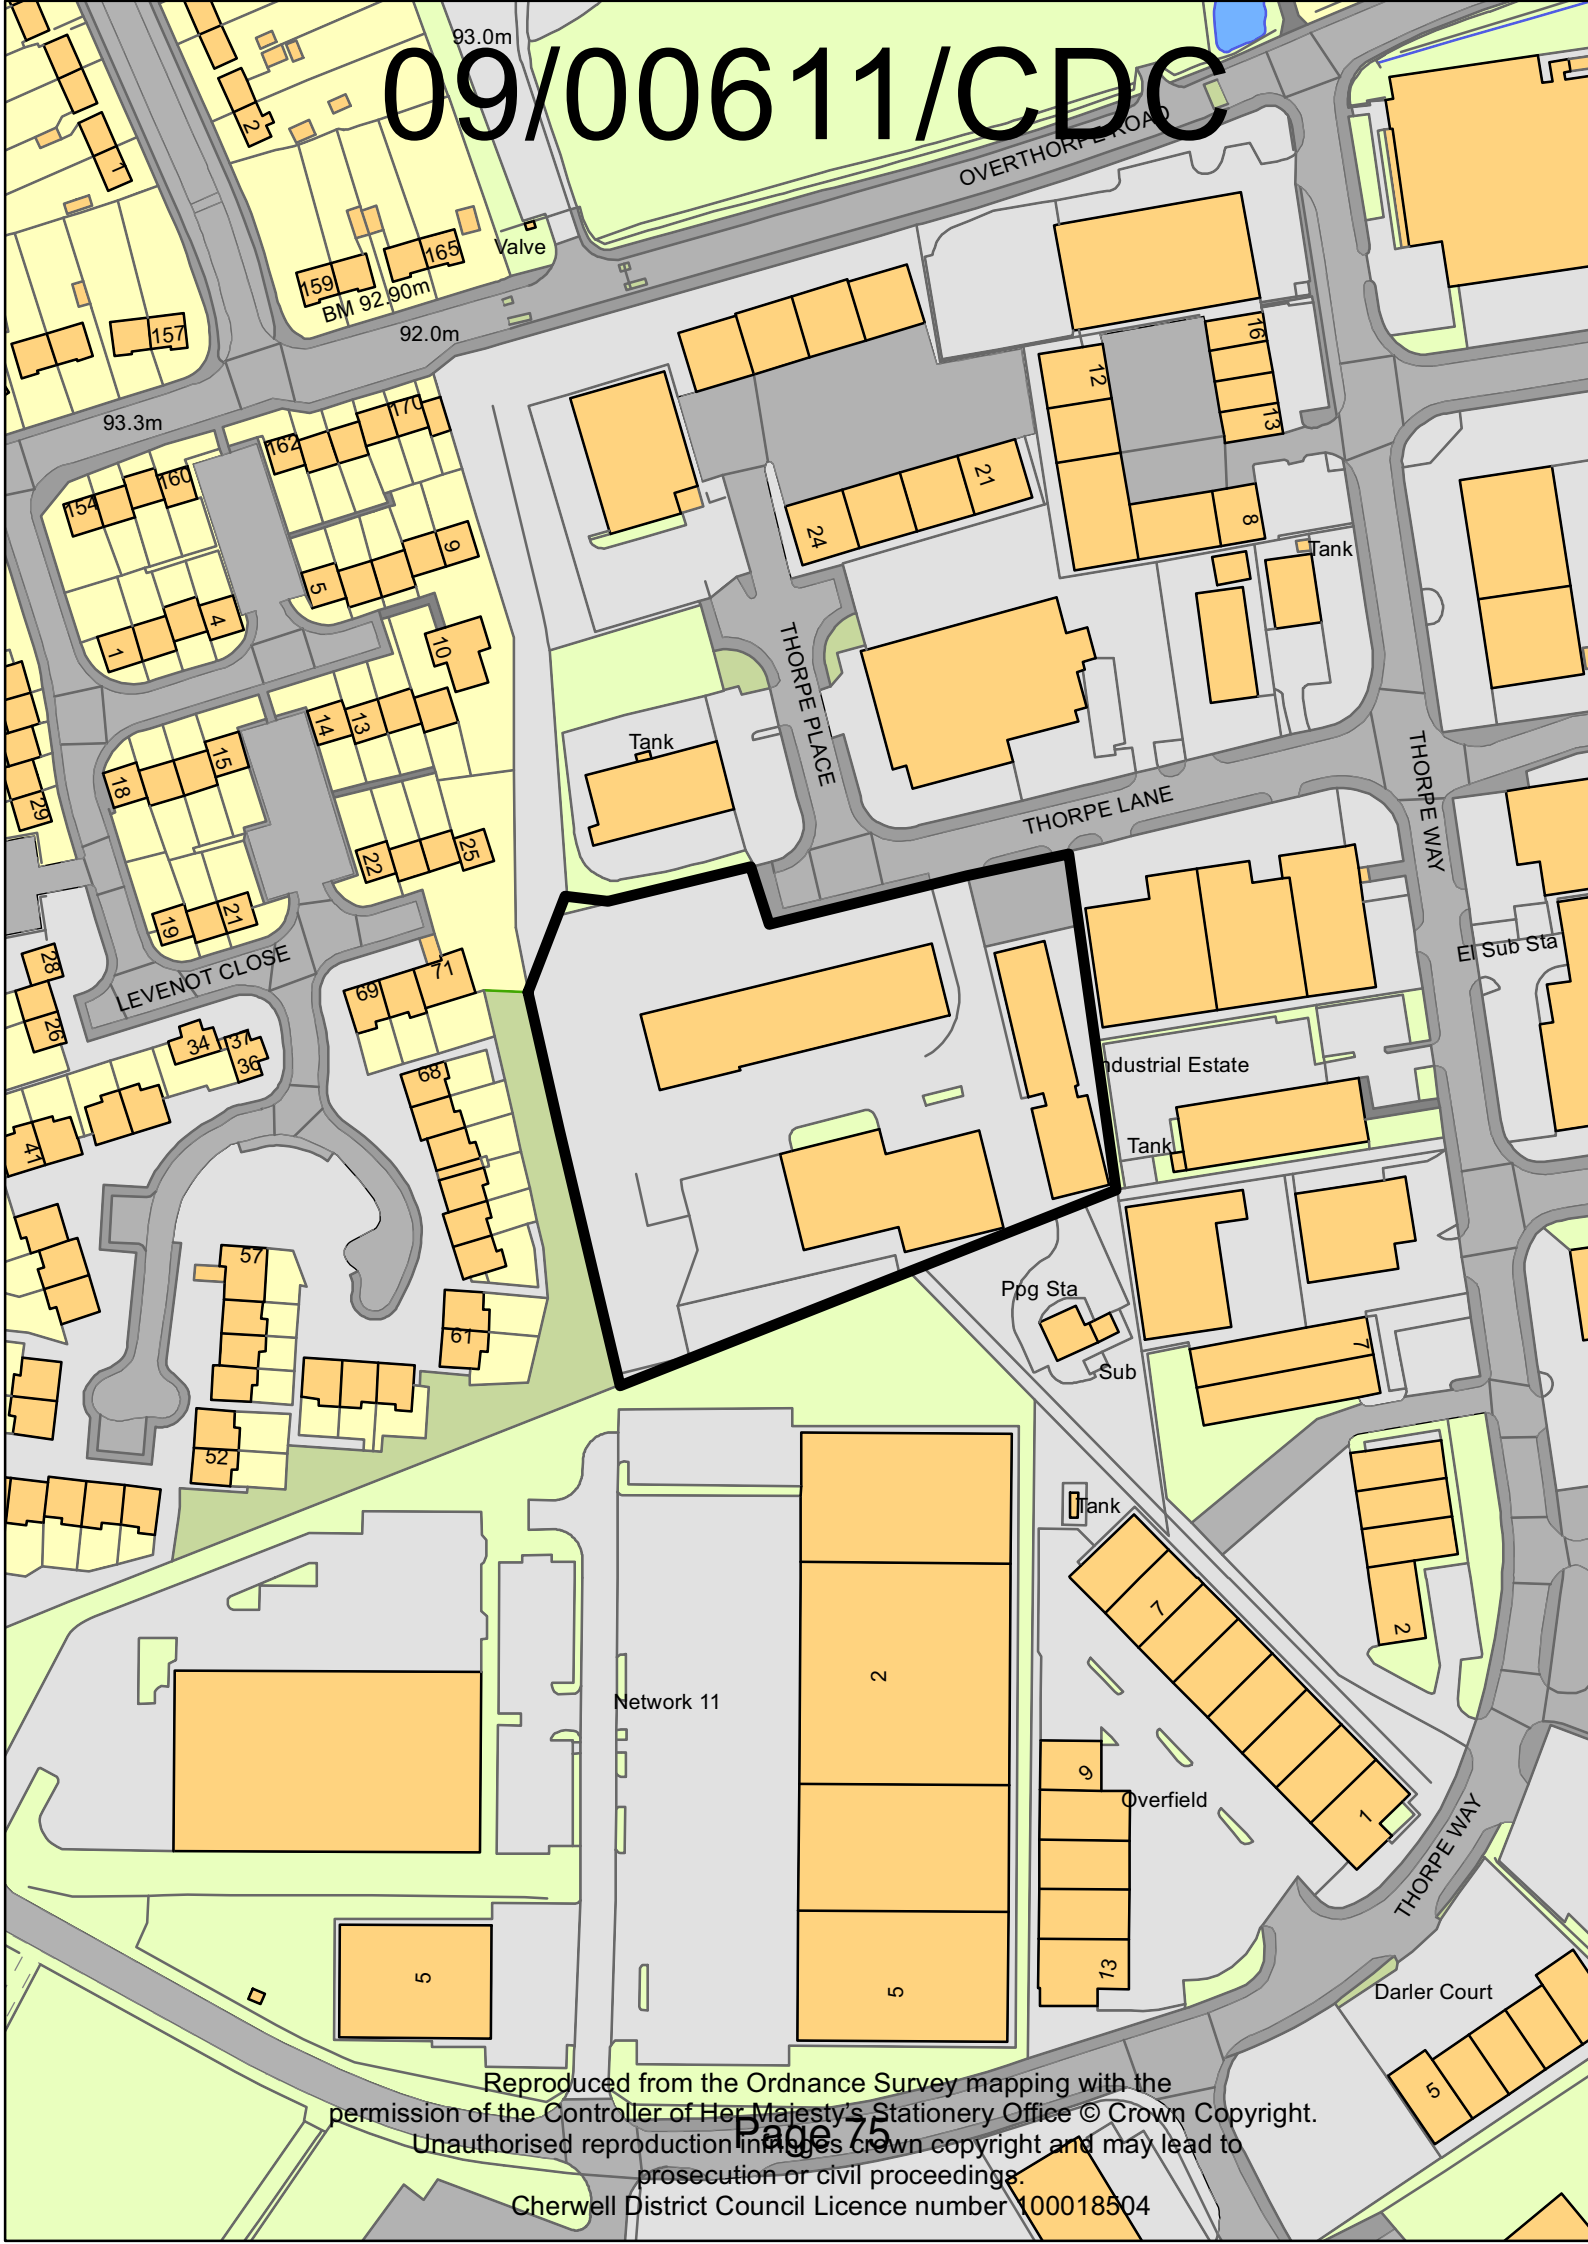 93.0m
09/00611/CDC
OVERTHORPE ROAD
2
1
165
Valve
159
BM 92.90m
157
92.0m
16
12
13
170
162
93.3m
160
154
21
24
8
9
5
Tank
4
1
10
THORPE PLACE
14
13
15
18
29
Tank
THORPE WAY
THORPE LANE
22
25
19
21
LEVENOT CLOSE
28
26
El Sub Sta
71
69
34
37
36
68
41
ndustrial Estate
Tank
57
61
52
Ppg Sta
Sub
7
Tank
7
2
2
Network 11
9
Overfield
1
THORPE WAY
13
5
5
Darler Court
5
Reproduced from the Ordnance Survey mapping with the
permission of the Controller of Her Majesty's Stationery Office © Crown Copyright.
Page 75
Unauthorised reproduction infringes crown copyright and may lead to
prosecution or civil proceedings.
Cherwell District Council Licence number 100018504